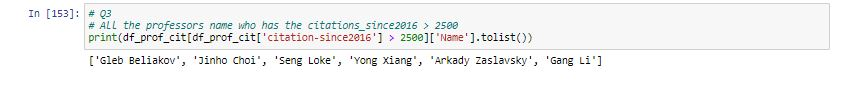 In [153]: # Q3
# All the professors name who has the citations_since2016 > 2500
print(df_prof_cit[df_prof_cit['citation-since2016'] > 2500]['Name'].tolist())
['Gleb Beliakov', 'Jinho Choi', 'Seng Loke', 'Yong Xiang', 'Arkady Zaslavsky', 'Gang Li']